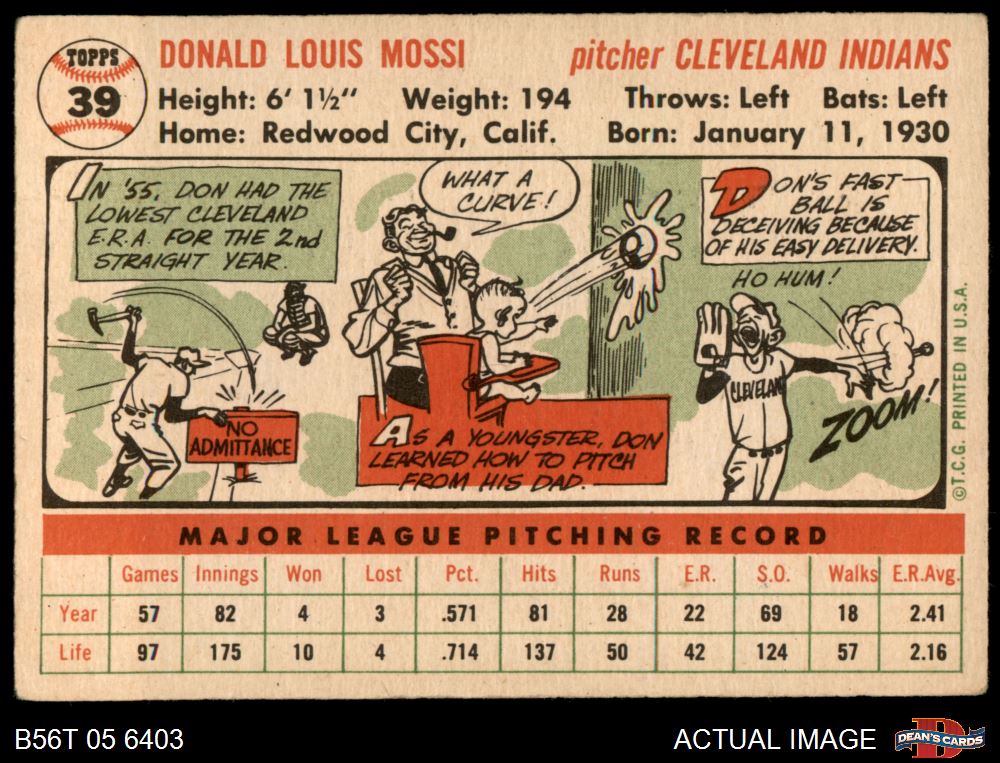 TOPPS
39
DONALD LOUIS MOSSI pitcher CLEVELAND INDIANS
Height: 6' 1½" Weight: 194 Throws: Left Bats: Left
Home: Redwood City, Calif. Born: January 11, 1930
IN '55, DON HAD THE
LOWEST CLEVELAND
E.R.A. FOR THE 2nd
STRAIGHT YEAR.
NO
ADMITTANCE
WHAT A
CURVE!
AS A YOUNGSTER, DON
LEARNED HOW TO PITCH
FROM HIS DAD.
DON'S FAST
BALL IS
DECEIVING BECAUSE
OF HIS EASY DELIVERY.
HO HUM!
CLEVELAND
ZOOM!
©T.C.G. PRINTED IN U.S.A.
MAJOR LEAGUE PITCHING RECORD
Games Innings Won Lost Pct. Hits Runs E.R. S.O. Walks E.R.Avg.
Year 57 82 4 3 .571 81 28 22 69 18 2.41
Life 97 175 10 4 .714 137 50 42 124 57 2.16
B56T 05 6403 ACTUAL IMAGE DEAN'S CARDS